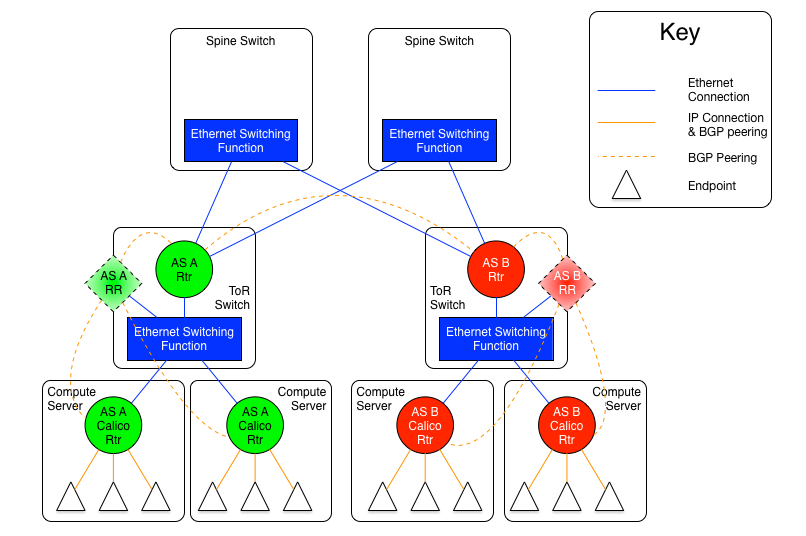 Spine Switch
Ethernet Switching
Function
Spine Switch
Ethernet Switching
Function
Key
Ethernet
Connection
IP Connection
& BGP peering
BGP Peering
Endpoint
AS A
RR
AS A
Rtr
ToR
Switch
Ethernet Switching
Function
AS B
Rtr
AS B
RR
ToR
Switch
Ethernet Switching
Function
Compute
Server
AS A
Calico
Rtr
Compute
Server
AS A
Calico
Rtr
Compute
Server
AS B
Calico
Rtr
Compute
Server
AS B
Calico
Rtr